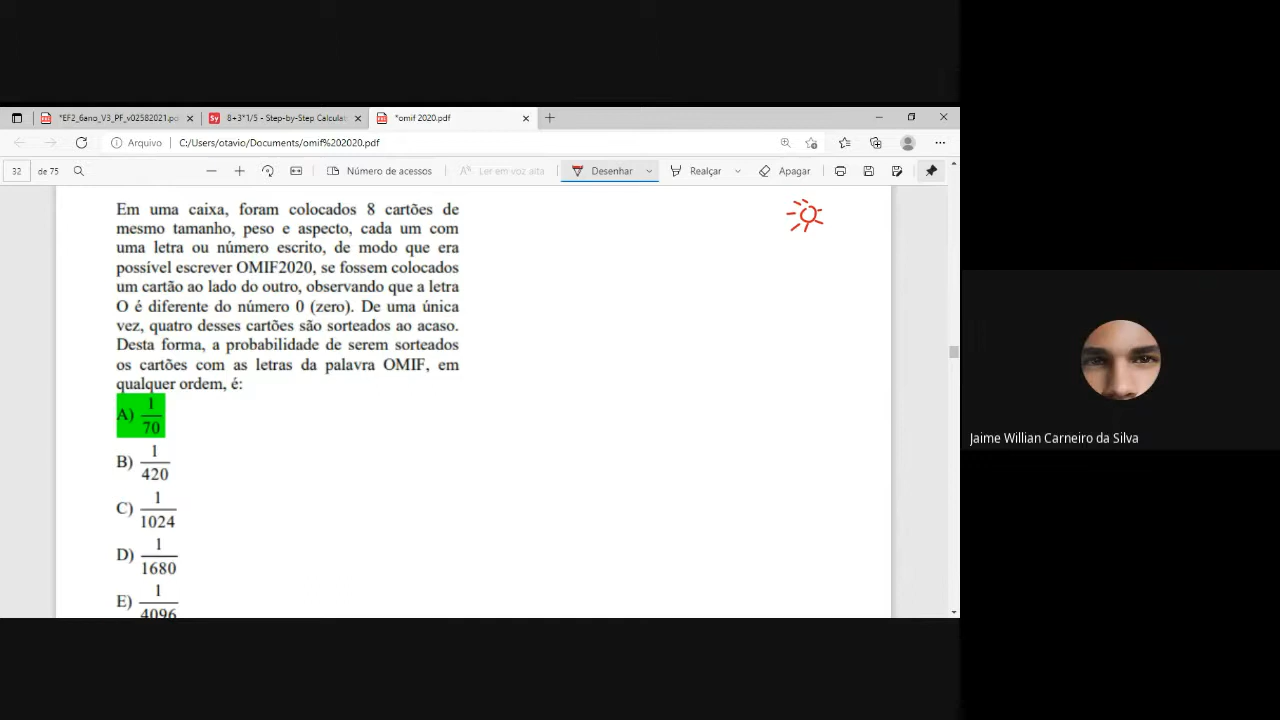 *EF2_6ano_V3_PF_v02582021.po
8+3*1/5 - Step-by-Step Calculat
*omif 2020.pdf
Arquivo
C:/Users/otavio/Documents/omif%202020.pdf
32
de 75
Número de acessos
Ler em voz alta
Desenhar
Realçar
Apagar
Em uma caixa, foram colocados 8 cartões de
mesmo tamanho, peso e aspecto, cada um com
uma letra ou número escrito, de modo que era
possível escrever OMIF2020, se fossem colocados
um cartão ao lado do outro, observando que a letra
O é diferente do número 0 (zero). De uma única
vez, quatro desses cartões são sorteados ao acaso.
Desta forma, a probabilidade de serem sorteados
os cartões com as letras da palavra OMIF, em
qualquer ordem, é:
A) 1/70
B) 1/420
C) 1/1024
D) 1/1680
E) 1/4096
Jaime Willian Carneiro da Silva